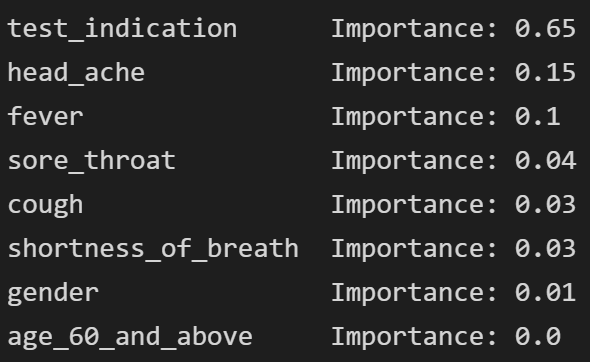 test_indication Importance: 0.65
head_ache Importance: 0.15
fever Importance: 0.1
sore_throat Importance: 0.04
cough Importance: 0.03
shortness_of_breath Importance: 0.03
gender Importance: 0.01
age_60_and_above Importance: 0.0